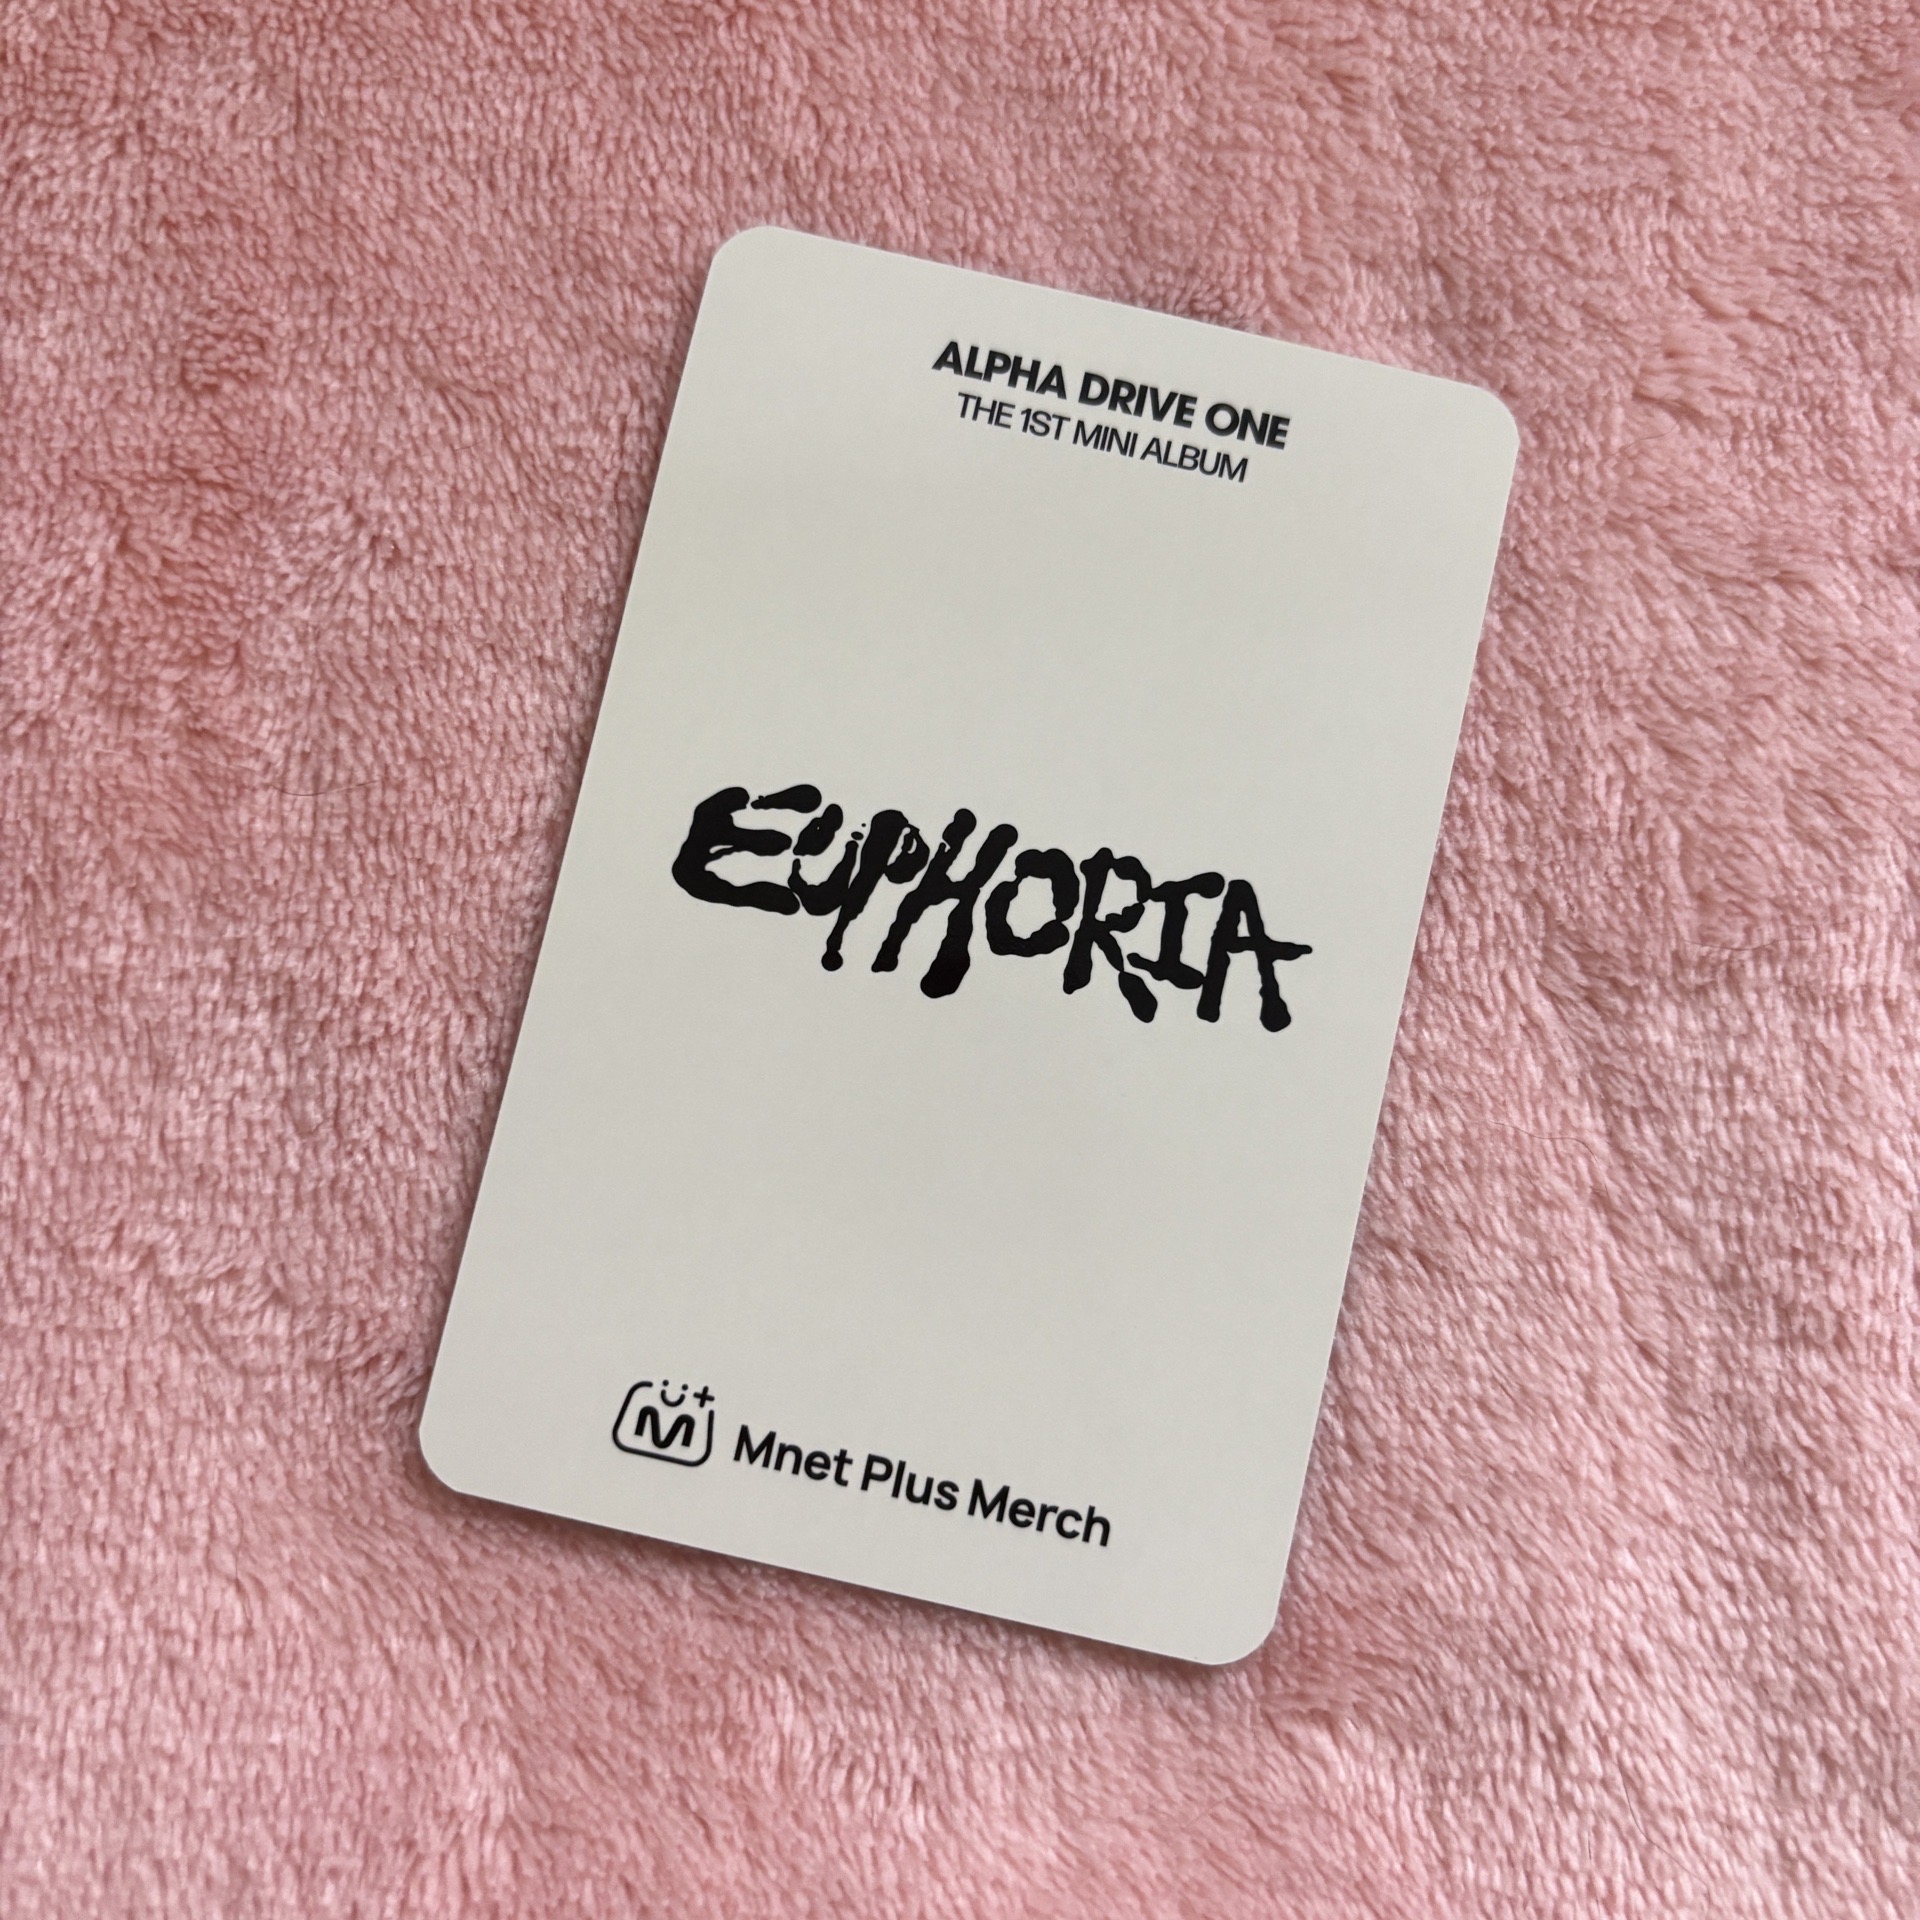 ALPHA DRIVE ONE
THE 1ST MINI ALBUM
EUPHORIA
M Mnet Plus Merch